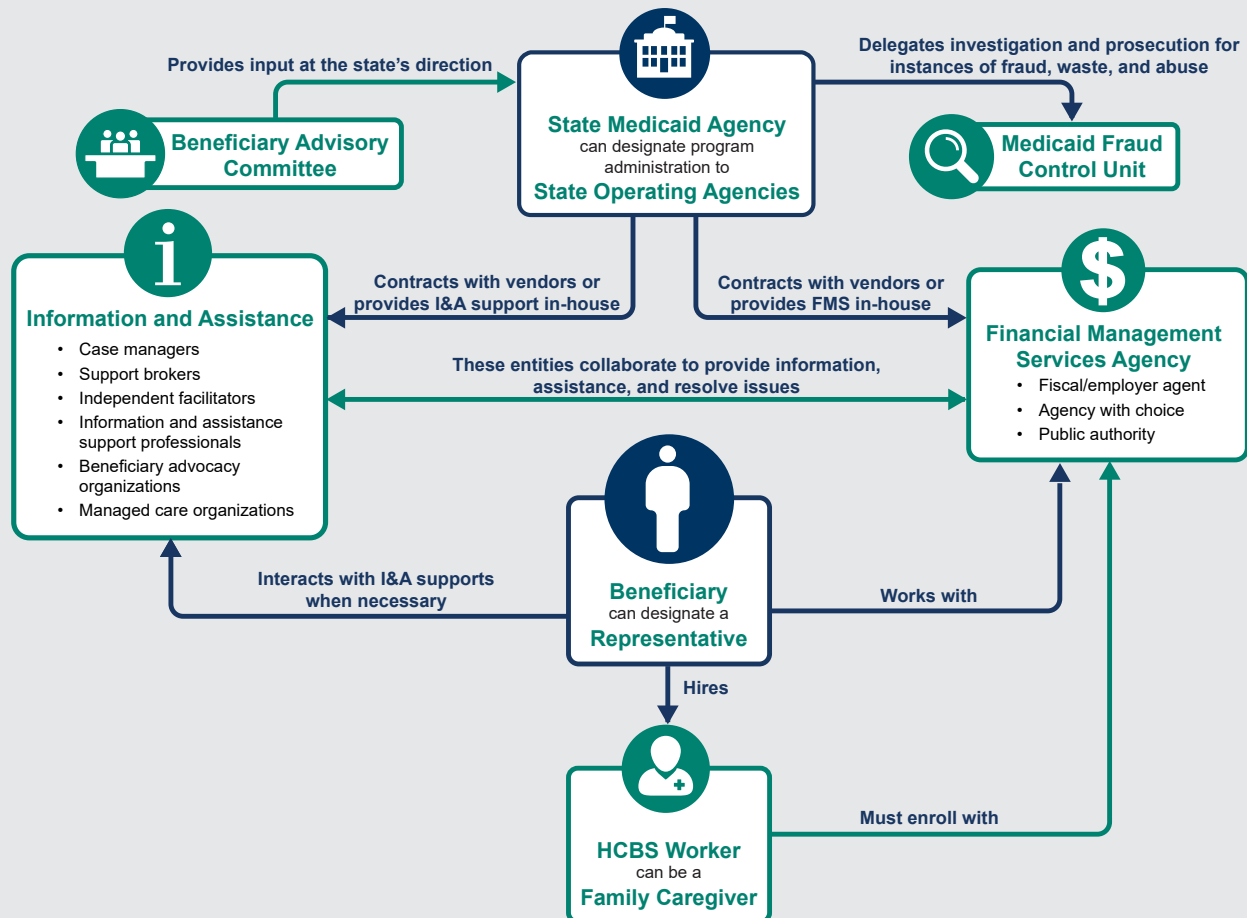 Provides input at the state's direction
Beneficiary Advisory
Committee
State Medicaid Agency
can designate program
administration to
State Operating Agencies
Delegates investigation and prosecution for
instances of fraud, waste, and abuse
Medicaid Fraud
Control Unit
Contracts with vendors or
provides I&A support in-house
Contracts with vendors or
provides FMS in-house
i
Information and Assistance
• Case managers
• Support brokers
• Independent facilitators
• Information and assistance
support professionals
• Beneficiary advocacy
organizations
• Managed care organizations
These entities collaborate to provide information,
assistance, and resolve issues
$
Financial Management
Services Agency
• Fiscal/employer agent
• Agency with choice
• Public authority
Interacts with I&A supports
when necessary
Beneficiary
can designate a
Representative
Works with
Hires
HCBS Worker
can be a
Family Caregiver
Must enroll with